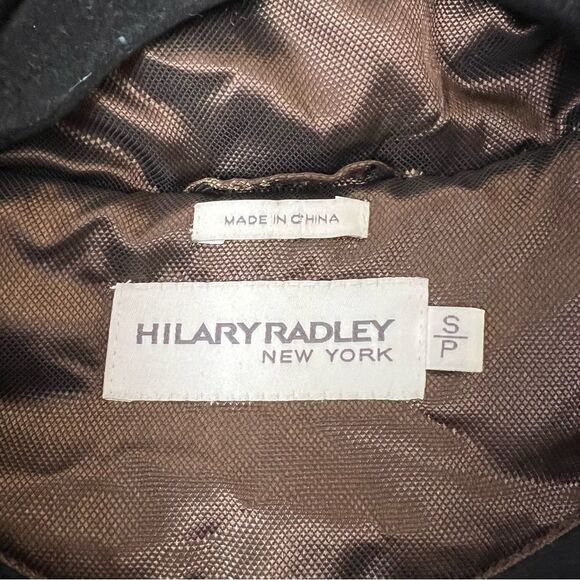 MADE IN CHINA
HILARY RADLEY
NEW YORK
S
P